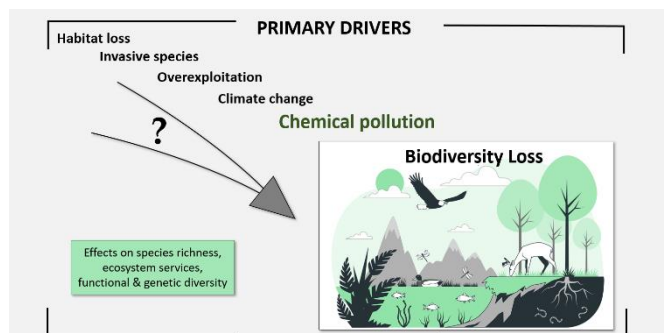 PRIMARY DRIVERS
Habitat loss
Invasive species
Overexploitation
Climate change
Chemical pollution
?
Biodiversity Loss
Effects on species richness,
ecosystem services,
functional & genetic diversity